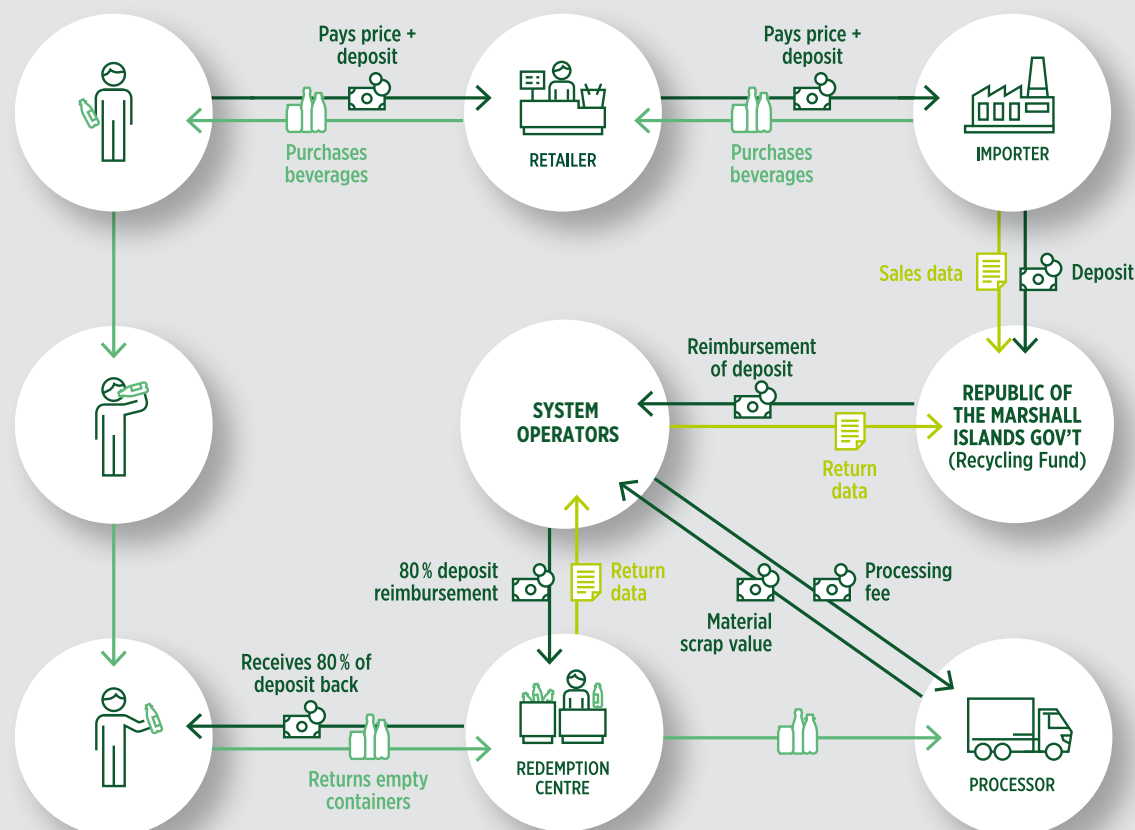 Pays price +
deposit
Pays price +
deposit
Purchases
beverages
RETAILER
Purchases
beverages
IMPORTER
Sales data
Deposit
Reimbursement
of deposit
SYSTEM
OPERATORS
REPUBLIC OF
THE MARSHALL
ISLANDS GOV'T
(Recycling Fund)
Return
data
80% deposit
reimbursement
Return
data
Processing
fee
Material
scrap value
Receives 80% of
deposit back
Returns empty
containers
REDEMPTION
CENTRE
PROCESSOR